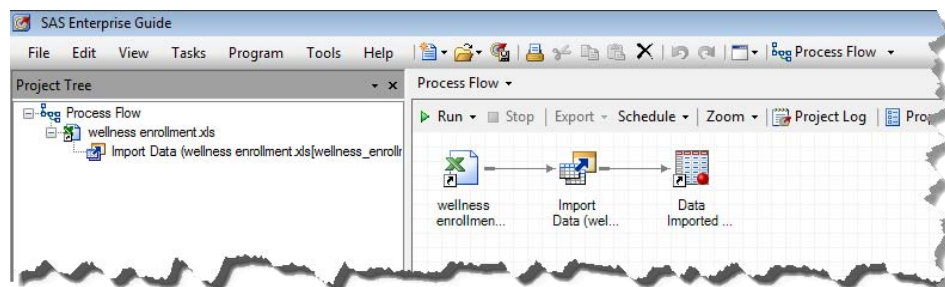 SAS Enterprise Guide
File Edit View Tasks Program Tools Help Process Flow
Project Tree
Process Flow
wellness enrollment.xls
Import Data (wellness enrollment.xls[wellness_enrollr
Process Flow
Run Stop Export Schedule Zoom Project Log Prop
wellness enrollmen...
Import Data (wel...
Data Imported ...